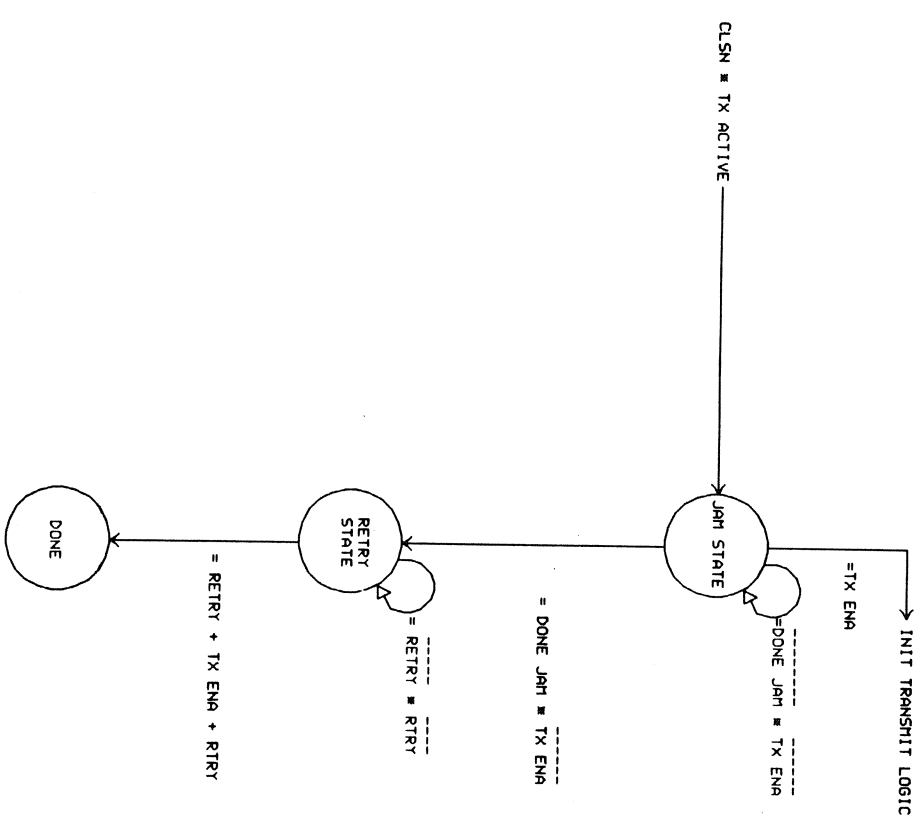 INIT TRANSMIT LOGIC
=TX ENA
=DONE JAM * TX ENA
CLSN * TX ACTIVE
JAM STATE
= DONE JAM * TX ENA
= RETRY * RTRY
RETRY
STATE
= RETRY + TX ENA + RTRY
DONE